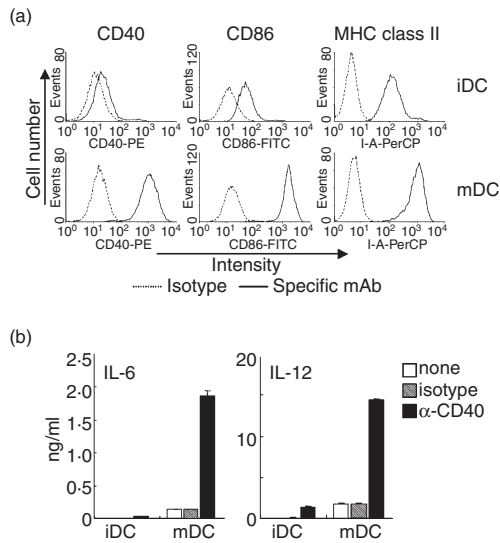 (a)
CD40 CD86 MHC class II
Cell number
80 Events 0
10⁰ 10¹ 10² 10³ 10⁴
CD40-PE
120 Events 0
10⁰ 10¹ 10² 10³ 10⁴
CD86-FITC
80 Events 0
10⁰ 10¹ 10² 10³ 10⁴
I-A-PerCP
iDC
80 Events 0
10⁰ 10¹ 10² 10³ 10⁴
CD40-PE
120 Events 0
10⁰ 10¹ 10² 10³ 10⁴
CD86-FITC
80 Events 0
10⁰ 10¹ 10² 10³ 10⁴
I-A-PerCP
mDC
Intensity
Isotype Specific mAb
(b)
ng/ml
2·5
2·0
1·5
1·0
0·5
0
IL-6
iDC mDC
20
10
0
IL-12
iDC mDC
none
isotype
α-CD40